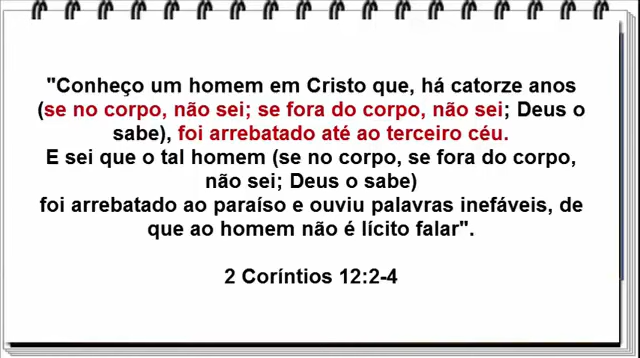 "Conheço um homem em Cristo que, há catorze anos
(se no corpo, não sei; se fora do corpo, não sei; Deus o
sabe), foi arrebatado até ao terceiro céu.
E sei que o tal homem (se no corpo, se fora do corpo,
não sei; Deus o sabe)
foi arrebatado ao paraíso e ouviu palavras inefáveis, de
que ao homem não é lícito falar".
2 Coríntios 12:2-4